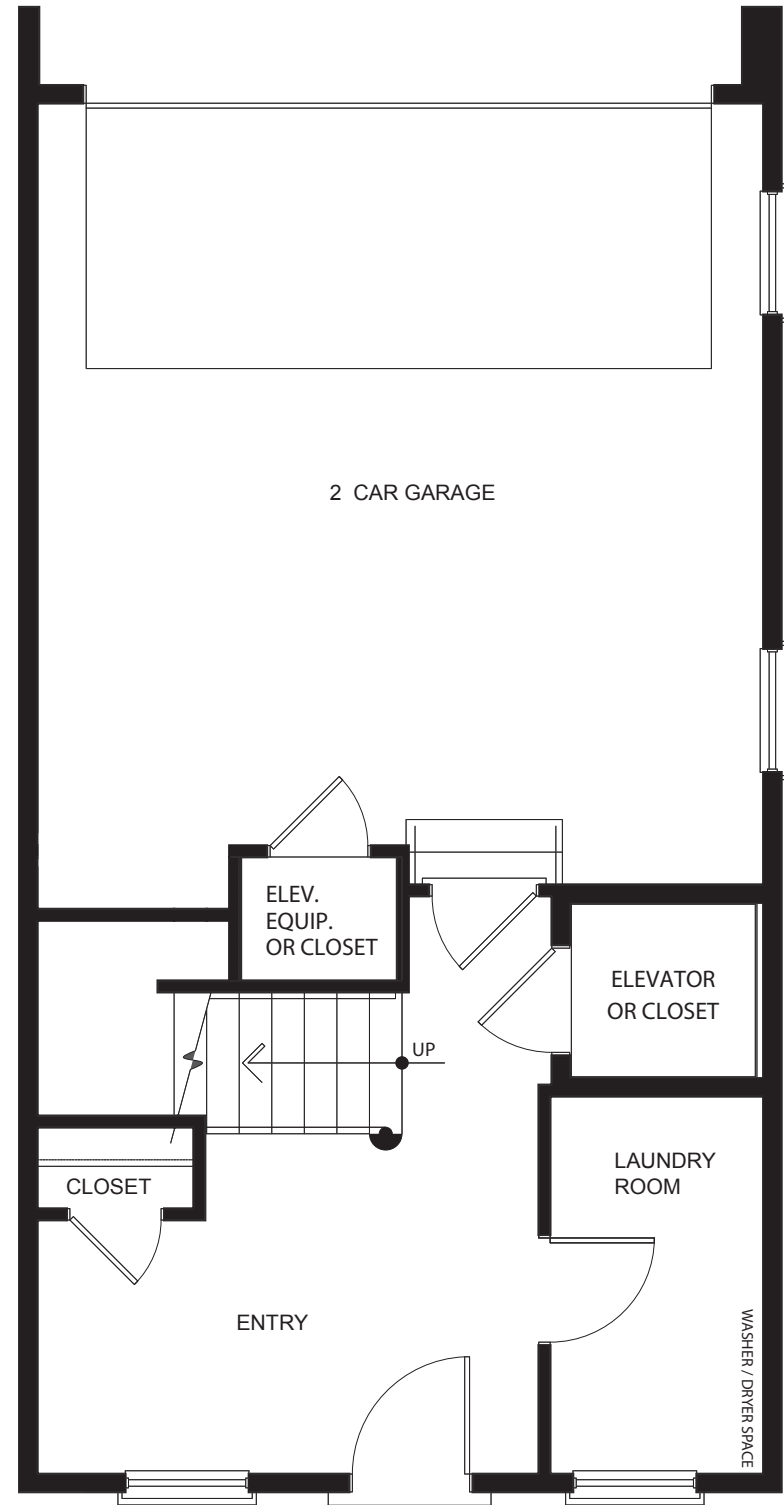 2 CAR GARAGE
ELEV.
EQUIP.
OR CLOSET
ELEVATOR
OR CLOSET
UP
LAUNDRY
ROOM
CLOSET
ENTRY
WASHER / DRYER SPACE